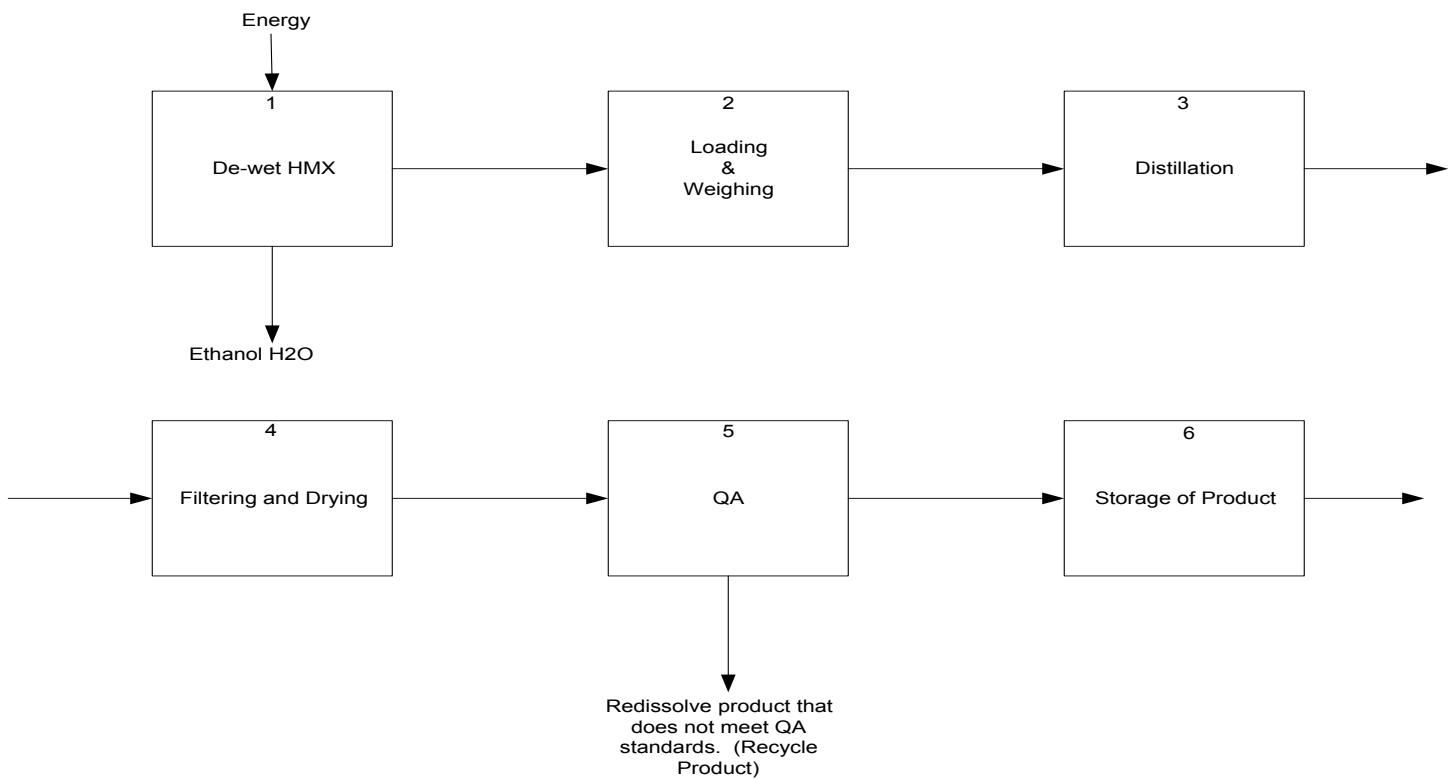 Energy
1
De-wet HMX
2
Loading
&
Weighing
3
Distillation
Ethanol H2O
4
Filtering and Drying
5
QA
6
Storage of Product
Redissolve product that
does not meet QA
standards.  (Recycle
Product)